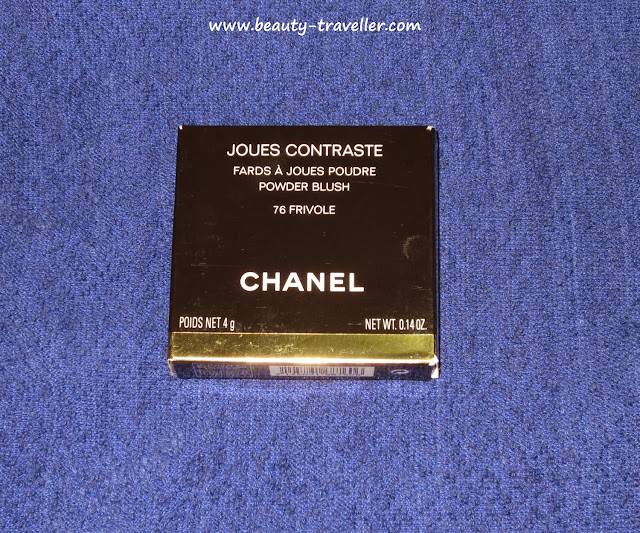 www.beauty-traveller.com
JOUES CONTRASTE
FARDS À JOUES POUDRE
POWDER BLUSH
76 FRIVOLE
CHANEL
POIDS NET 4 g NET WT. 0.14 OZ.